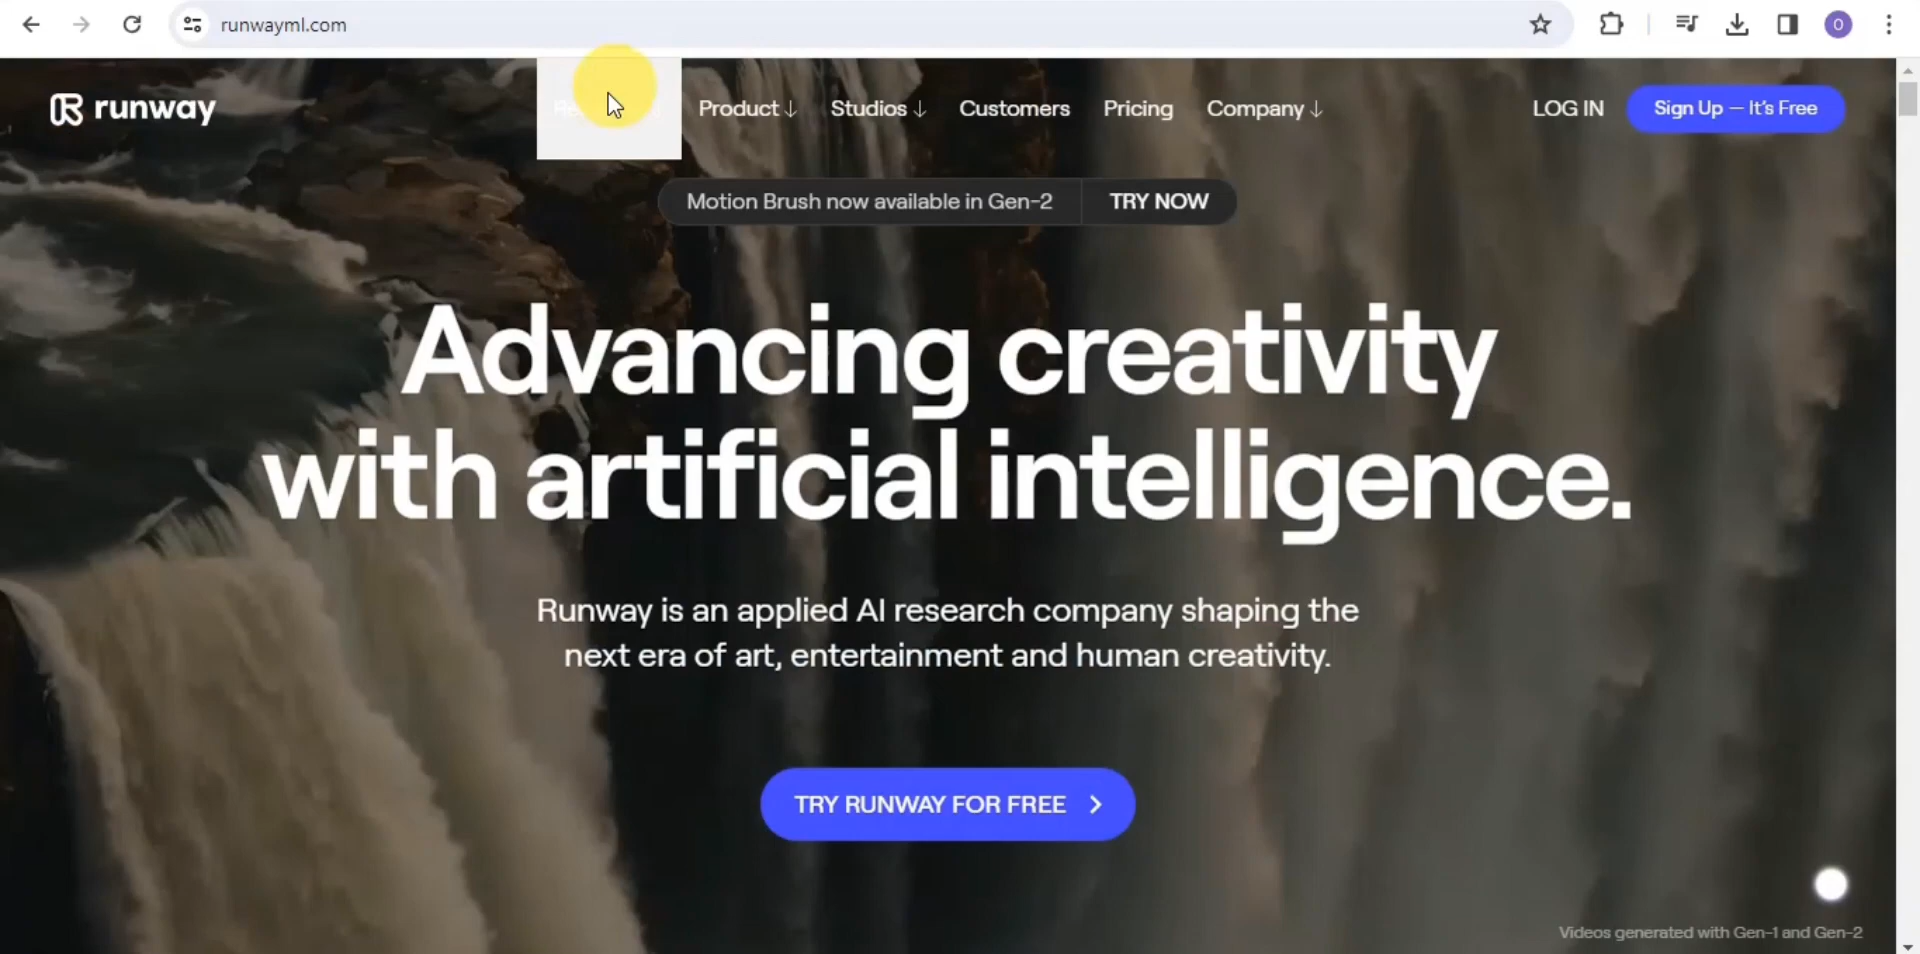 runwayml.com
O
runway
Product ↓
Studios ↓
Customers
Pricing
Company ↓
LOG IN
Sign Up — It's Free
Motion Brush now available in Gen-2
TRY NOW
Advancing creativity
with artificial intelligence.
Runway is an applied AI research company shaping the
next era of art, entertainment and human creativity.
TRY RUNWAY FOR FREE
Videos generated with Gen-1 and Gen-2